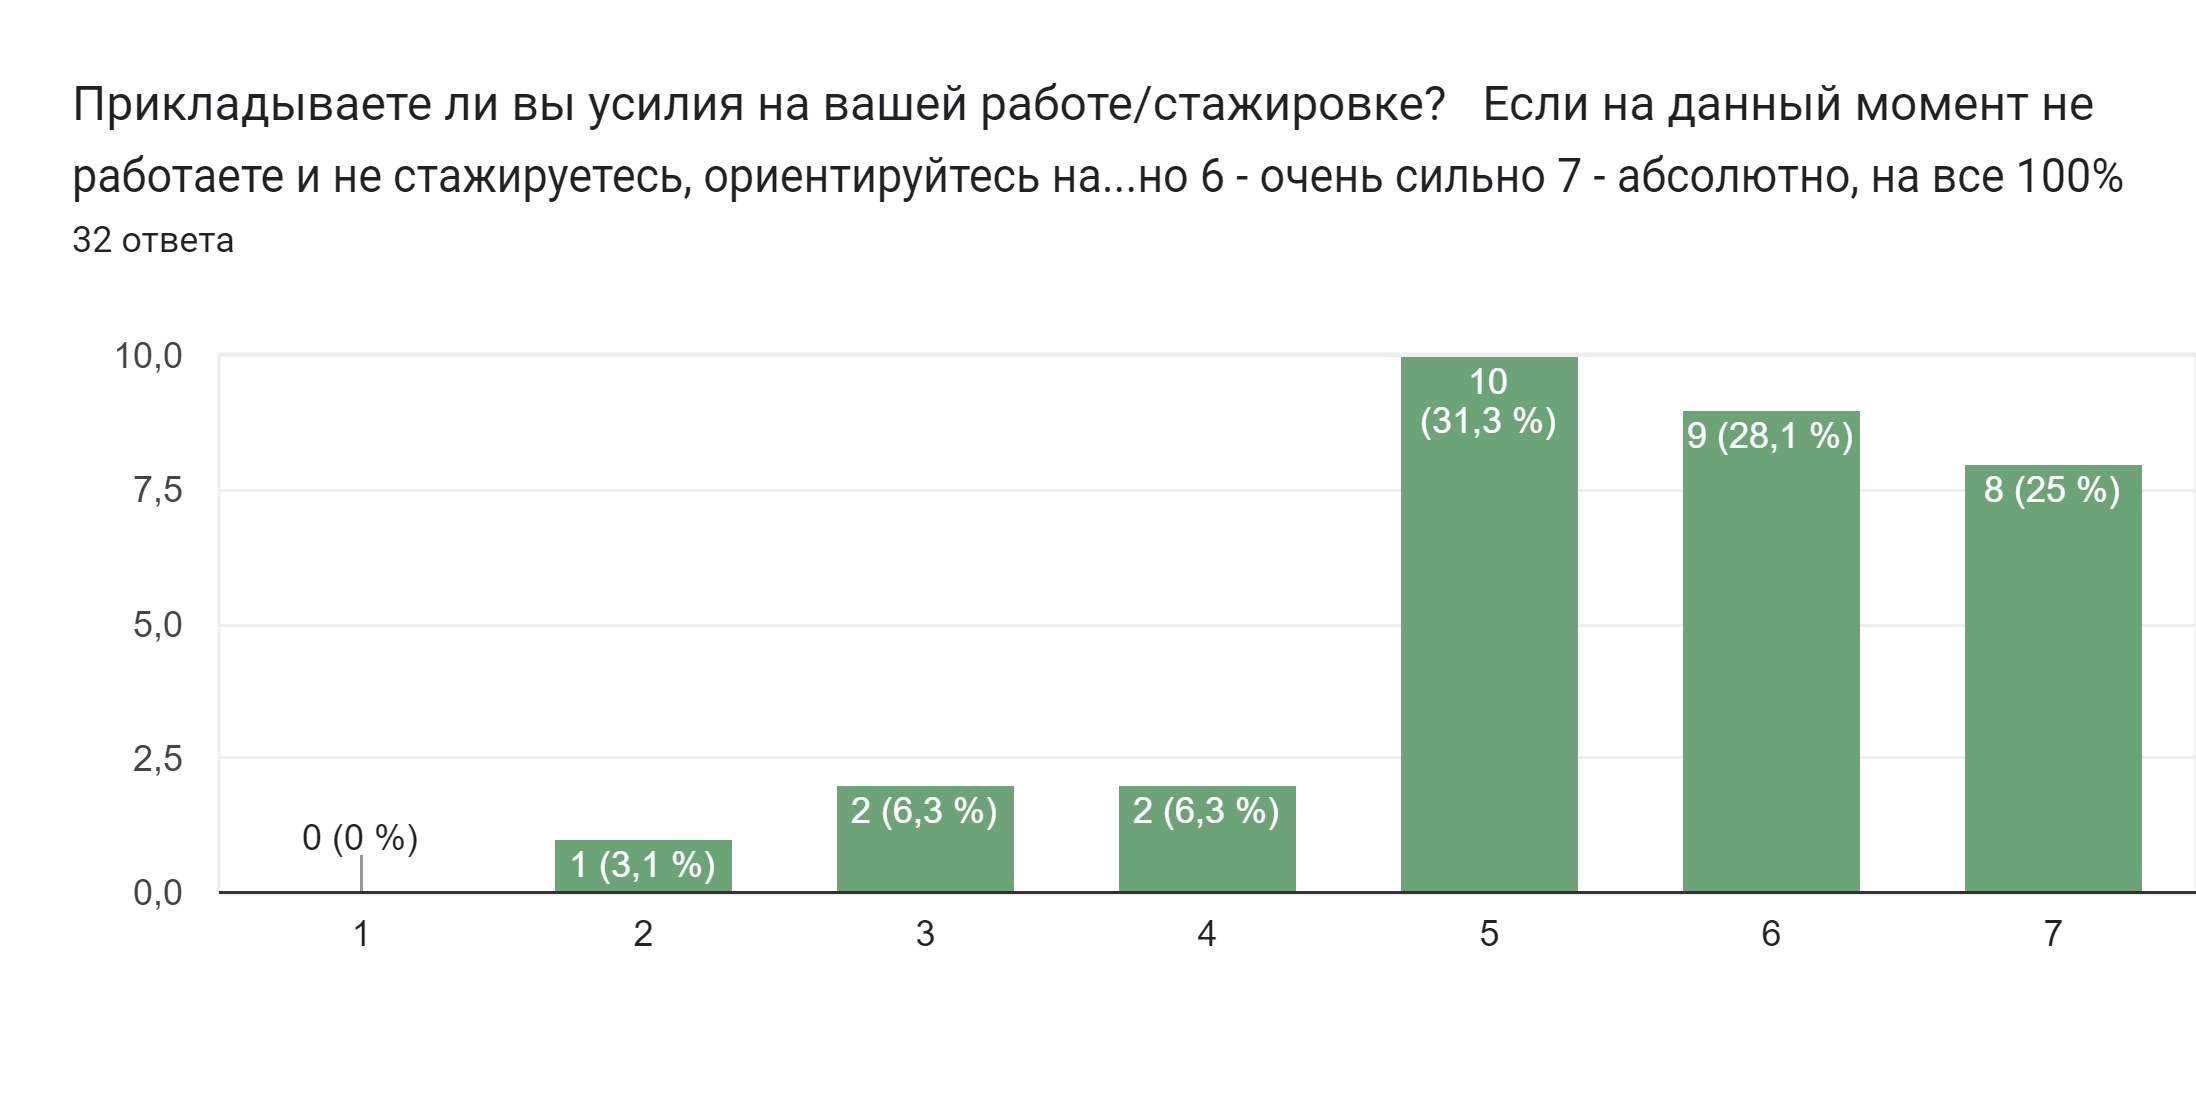 Прикладываете ли вы усилия на вашей работе/стажировке?   Если на данный момент не
работаете и не стажируетесь, ориентируйтесь на...но 6 - очень сильно 7 - абсолютно, на все 100%
32 ответа
10,0
7,5
5,0
2,5
0,0
0 (0 %)
1 (3,1 %)
2 (6,3 %)
2 (6,3 %)
10
(31,3 %)
9 (28,1 %)
8 (25 %)
1
2
3
4
5
6
7